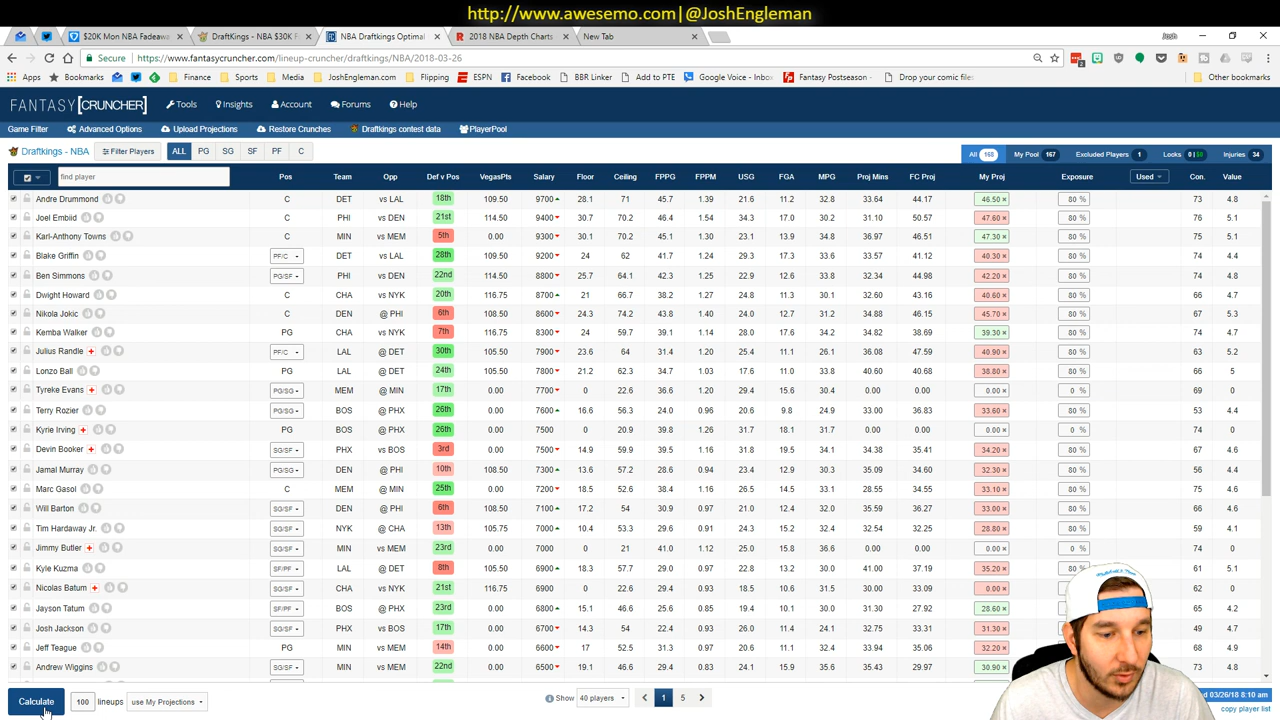 http://www.awesemo.com|@JoshEngleman
$20K Mon NBA Fadeawa × DraftKings - NBA $30K F × NBA Draftkings Optimal × 2018 NBA Depth Charts × New Tab × Josh
Secure https://www.fantasycruncher.com/lineup-cruncher/draftkings/NBA/2018-03-26
Apps Bookmarks Finance Sports Media JoshEngleman.com Flipping ESPN Facebook BBR Linker Add to PTE Google Voice - Inbox Fantasy Postseason - Drop your comic files Other bookmarks
FANTASY[CRUNCHER] Tools Insights Account Forums Help
Game Filter Advanced Options Upload Projections Restore Crunches Draftkings contest data PlayerPool
Draftkings - NBA Filter Players ALL PG SG SF PF C All 165 My Pool 167 Excluded Players 1 Locks 0 Injuries 34
find player Pos Team Opp Def v Pos VegasPts Salary Floor Ceiling FPPG FPPM USG FGA MPG Proj Mins FC Proj My Proj Exposure Used Con. Value
Andre Drummond C DET vs LAL 18th 109.50 9700 28.1 71 45.7 1.39 21.6 11.2 32.8 33.64 44.17 46.50 × 80 % 73 4.8
Joel Embiid C PHI vs DEN 21st 114.50 9400 30.7 70.2 46.4 1.54 34.3 17.0 30.2 31.10 50.57 47.60 × 80 % 76 5.1
Karl-Anthony Towns C MIN vs MEM 5th 9300 30.1 70.2 45.1 1.30 23.1 13.9 34.8 36.97 46.51 47.30 × 80 % 75 5.1
Blake Griffin PF/C DET vs LAL 28th 9200 24 62 41.7 1.24 29.3 17.3 33.6 33.57 41.12 40.30 × 80 % 74 4.4
Ben Simmons PG/SF PHI vs DEN 22nd 114.50 8800 25.7 64.1 42.3 1.25 22.9 12.6 33.8 32.34 44.98 42.20 × 80 % 74 4.8
Dwight Howard C CHA vs NYK 20th 116.75 8700 21 66.7 38.2 1.27 24.8 11.3 30.1 32.60 43.16 40.60 × 80 % 66 4.7
Nikola Jokic C DEN @ PHI 6th 108.50 8600 24.3 74.2 43.8 1.40 24.0 12.7 31.2 34.88 46.15 45.70 × 80 % 67 5.3
Kemba Walker PG CHA vs NYK 7th 116.75 8300 24 59.7 39.1 1.14 28.0 17.6 34.2 34.82 38.69 39.30 × 80 % 74 4.7
Julius Randle PF/C LAL @ DET 30th 105.50 7900 23.6 64 31.4 1.20 25.4 11.1 26.1 36.08 47.59 40.90 × 80 % 63 5.2
Lonzo Ball PG LAL @ DET 24th 105.50 7800 21.2 62.3 34.7 1.03 17.6 11.0 33.8 40.60 40.68 38.80 × 80 % 66 5
Tyreke Evans PG/SG MEM @ MIN 17th 0.00 7700 0 22.6 36.6 1.20 29.4 15.6 30.4 0.00 0.00 0.00 × 80 % 69 0
Terry Rozier PG/SG BOS @ PHX 26th 0.00 7600 16.6 56.3 24.0 0.96 20.6 9.8 24.9 33.00 36.83 33.60 × 80 % 53 4.4
Kyrie Irving PG BOS @ PHX 26th 0.00 7600 0 20.9 39.8 1.26 31.7 18.1 31.7 0.00 0.00 0.00 × 0 % 74 0
Devin Booker SG/SF PHX vs BOS 3rd 0.00 7500 14.9 59.9 39.5 1.16 31.8 19.5 34.1 34.38 35.41 34.20 × 80 % 67 4.6
Jamal Murray PG/SG DEN @ PHI 10th 108.50 7300 13.6 57.2 28.6 0.94 23.4 12.9 30.3 35.09 34.60 32.30 × 80 % 56 4.4
Marc Gasol C MEM @ MIN 25th 0.00 7200 18.5 52.6 38.4 1.16 26.5 14.5 33.1 28.50 34.55 33.10 × 80 % 75 4.6
Will Barton SG/SF DEN @ PHI 6th 108.50 7100 17.2 54 30.9 0.97 21.0 12.4 32.0 35.07 36.27 33.00 × 80 % 66 4.6
Tim Hardaway Jr. SG/SF NYK @ CHA 13th 105.75 7000 10.4 53.3 29.6 0.91 24.3 15.2 32.4 32.54 32.25 28.80 × 80 % 59 4.1
Jimmy Butler SG/SF MIN vs MEM 23rd 0.00 7000 0 21 41.0 1.12 25.0 15.8 36.6 0.00 0.00 0.00 × 0 % 74 0
Kyle Kuzma SF/PF LAL @ DET 8th 105.50 6900 18.3 57.7 29.0 0.97 22.8 13.2 30.0 41.00 37.19 35.20 × 80 % 61 5.1
Nicolas Batum SG/SF CHA vs NYK 21st 116.75 6900 0 22.6 29.4 0.93 18.5 10.6 31.5 30.00 33.09 0.00 × 62 0
Jayson Tatum SF/PF BOS @ PHX 23rd 0.00 6800 15.1 46.6 25.6 0.85 19.4 10.1 30.0 31.30 27.92 28.60 × 65 4.2
Josh Jackson SG/SF PHX vs BOS 17th 0.00 6700 14.3 54 22.4 0.93 26.0 11.6 24.1 32.75 33.31 31.30 × 49 4.7
Jeff Teague PG MIN vs MEM 14th 0.00 6600 17 52.5 31.3 0.97 21.1 10.6 32.4 33.94 35.06 32.20 × 68 4.9
Andrew Wiggins SG/SF MIN vs MEM 22nd 0.00 6500 19.1 46.6 29.4 0.83 24.1 15.9 35.6 35.43 29.97 30.90 × 73 4.8
Calculate 100 lineups use My Projections Show 40 players 1 5 03/26/18 8:10 am
copy player list